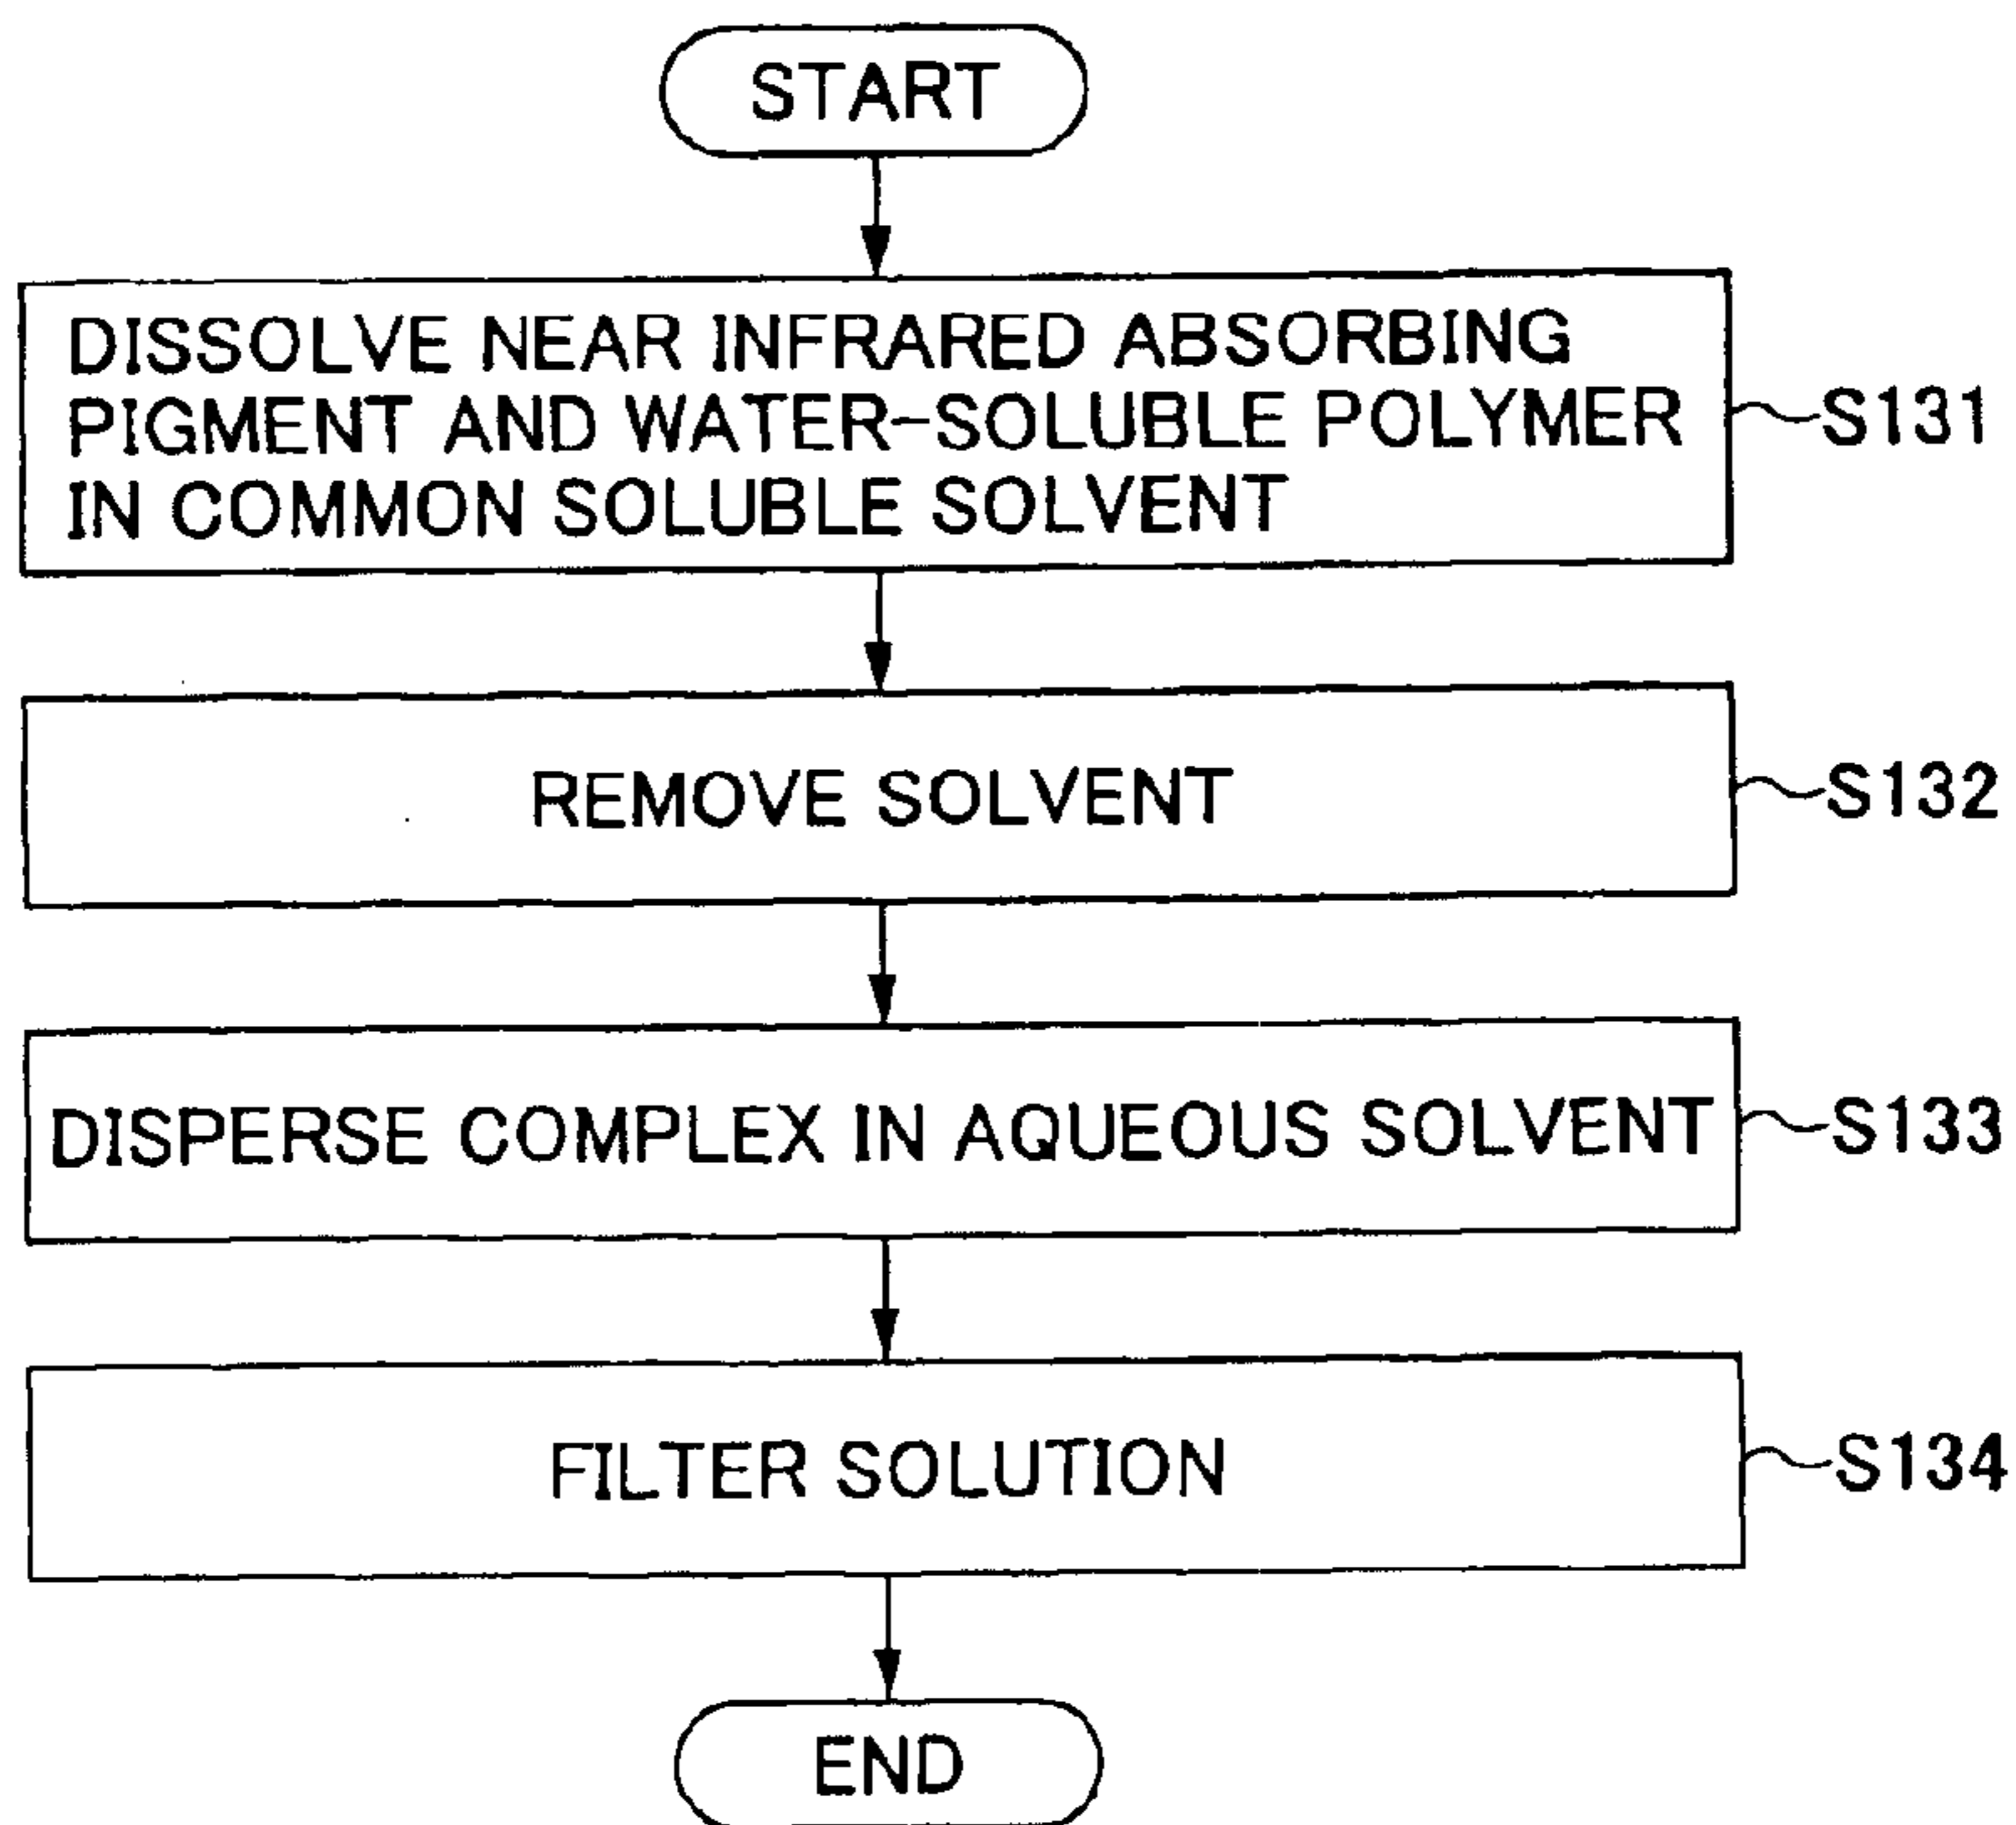 START
DISSOLVE NEAR INFRARED ABSORBING
PIGMENT AND WATER-SOLUBLE POLYMER
IN COMMON SOLUBLE SOLVENT
S131
REMOVE SOLVENT
S132
DISPERSE COMPLEX IN AQUEOUS SOLVENT
S133
FILTER SOLUTION
S134
END